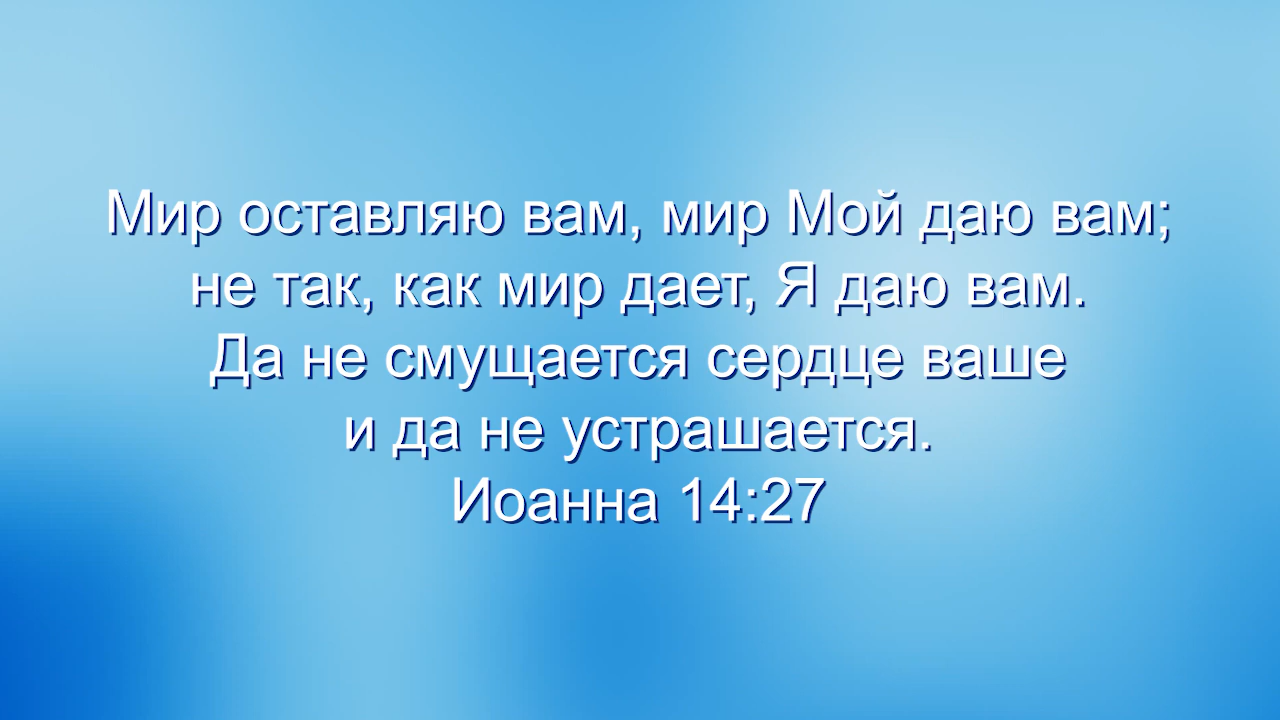 Мир оставляю вам, мир Мой даю вам;
не так, как мир дает, Я даю вам.
Да не смущается сердце ваше
и да не устрашается.
Иоанна 14:27